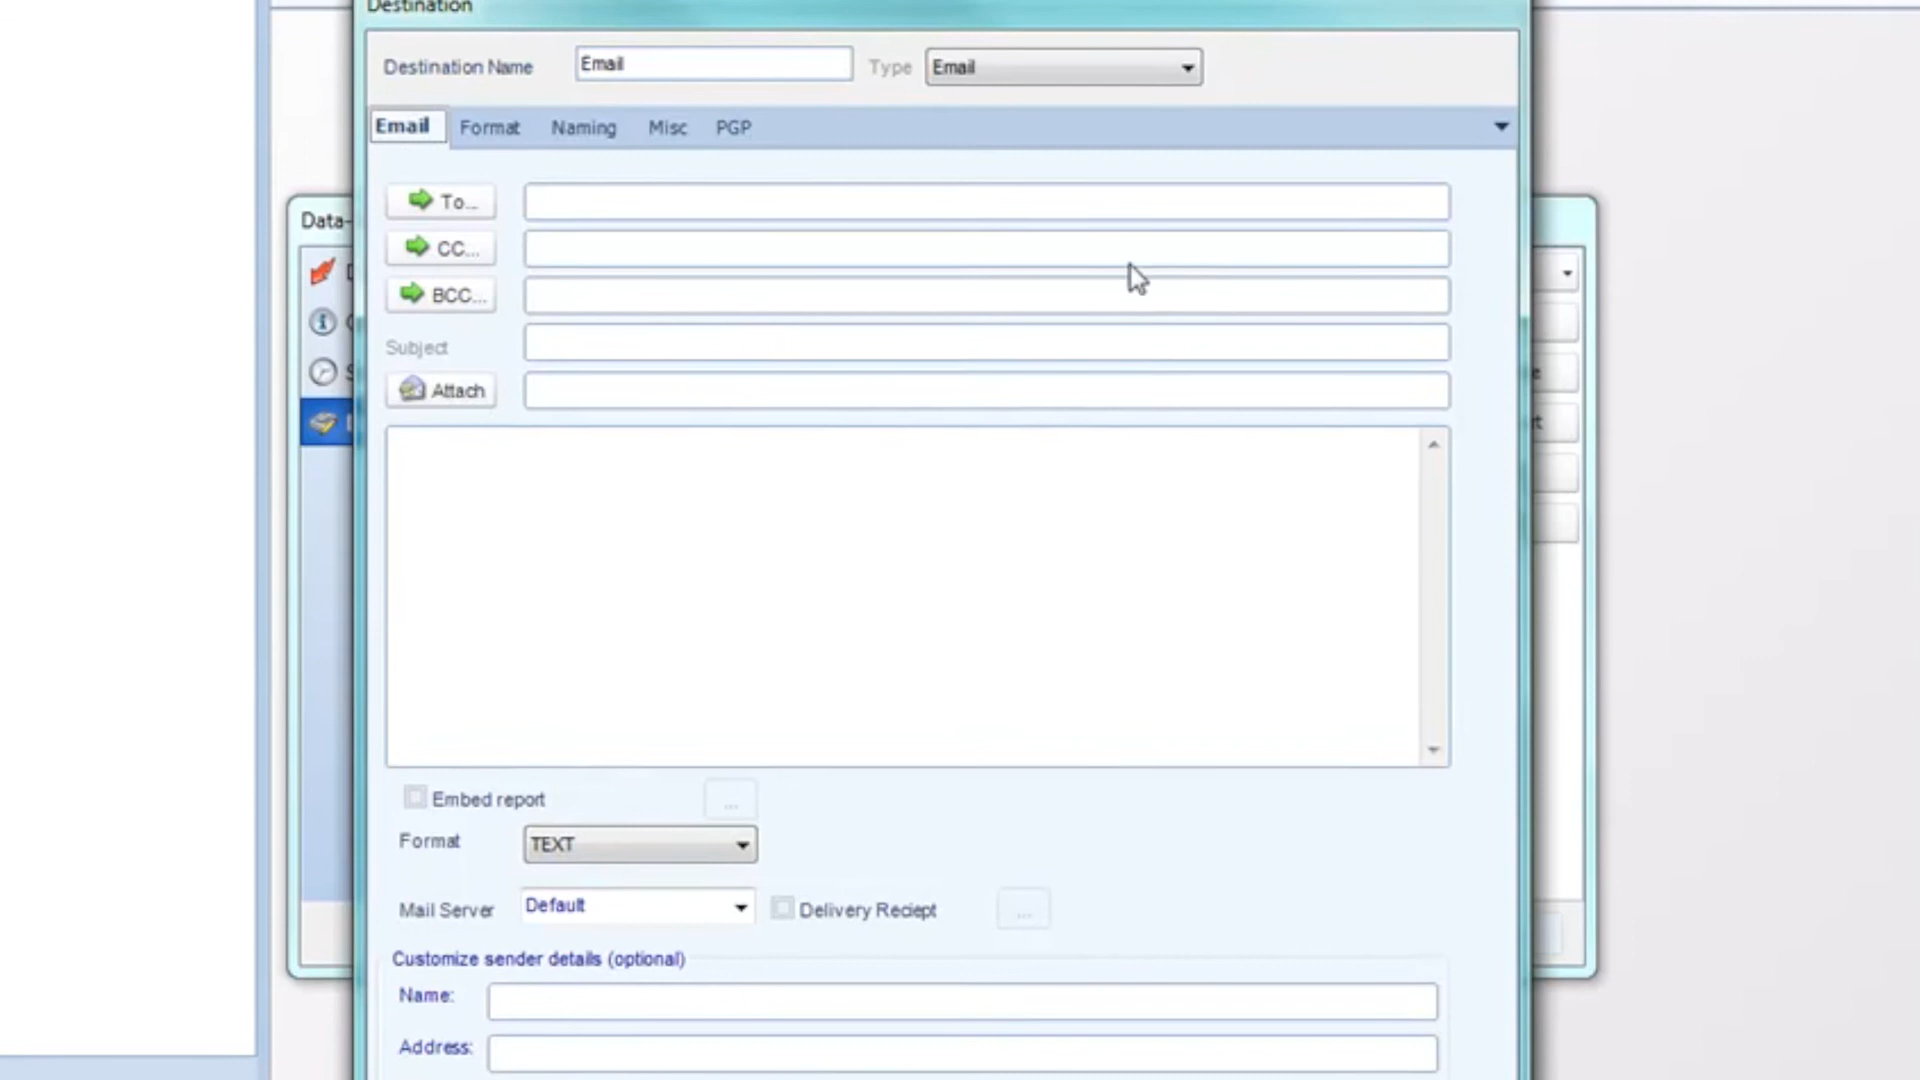 Destination
Destination Name Email Type Email
Email Format Naming Misc PGP
To...
Data-
CC...
BCC...
Subject
Attach
Embed report ...
Format TEXT
Mail Server Default Delivery Reciept ...
Customize sender details (optional)
Name:
Address: